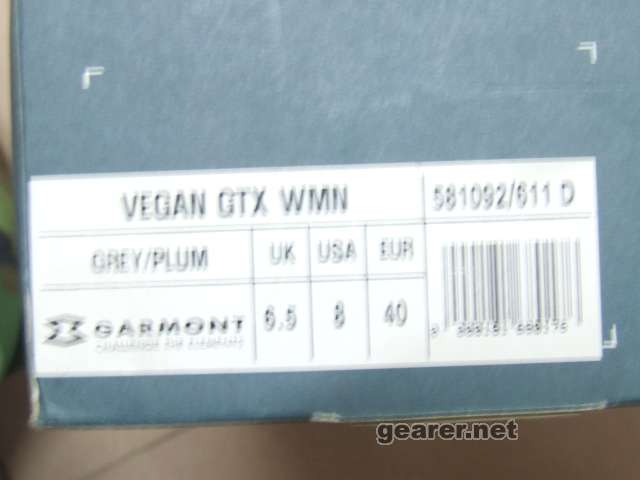 VEGAN GTX WMN
581092/611 D
GREY/PLUM
UK
USA
EUR
GARMONT
6.5
8
40
gearer.net